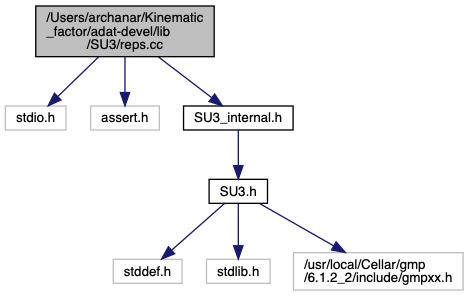 /Users/archanar/Kinematic
_factor/adat-devel/lib
/SU3/reps.cc
stdio.h
assert.h
SU3_internal.h
SU3.h
stddef.h
stdlib.h
/usr/local/Cellar/gmp
/6.1.2_2/include/gmpxx.h